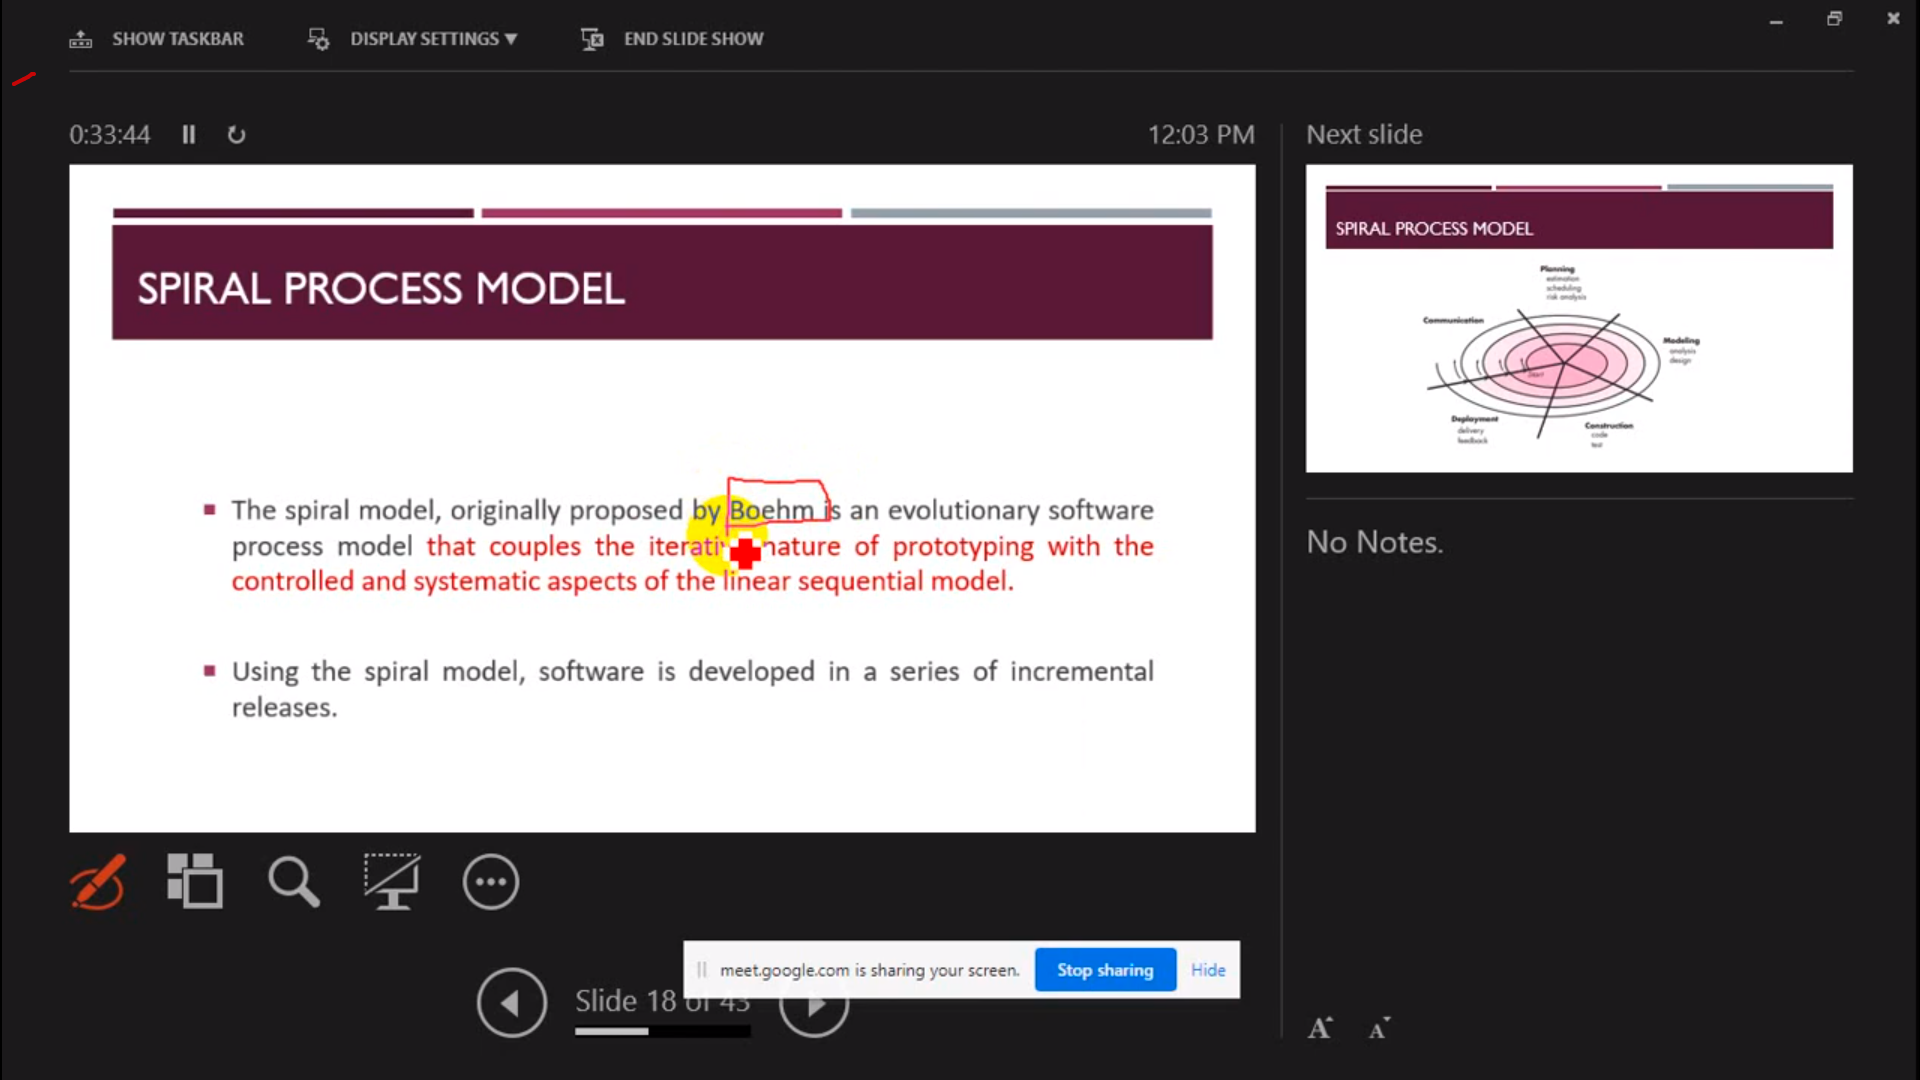 SHOW TASKBAR
DISPLAY SETTINGS ▼
END SLIDE SHOW
0:33:44
12:03 PM
SPIRAL PROCESS MODEL
The spiral model, originally proposed by Boehm is an evolutionary software
process model that couples the iterati nature of prototyping with the
controlled and systematic aspects of the linear sequential model.
Using the spiral model, software is developed in a series of incremental
releases.
Next slide
SPIRAL PROCESS MODEL
Planning
estimation
scheduling
risk analysis
Communication
Modeling
analysis
design
Start
Deployment
delivery
feedback
Construction
code
test
No Notes.
meet.google.com is sharing your screen.
Stop sharing
Hide
Slide 18 of 43
A A